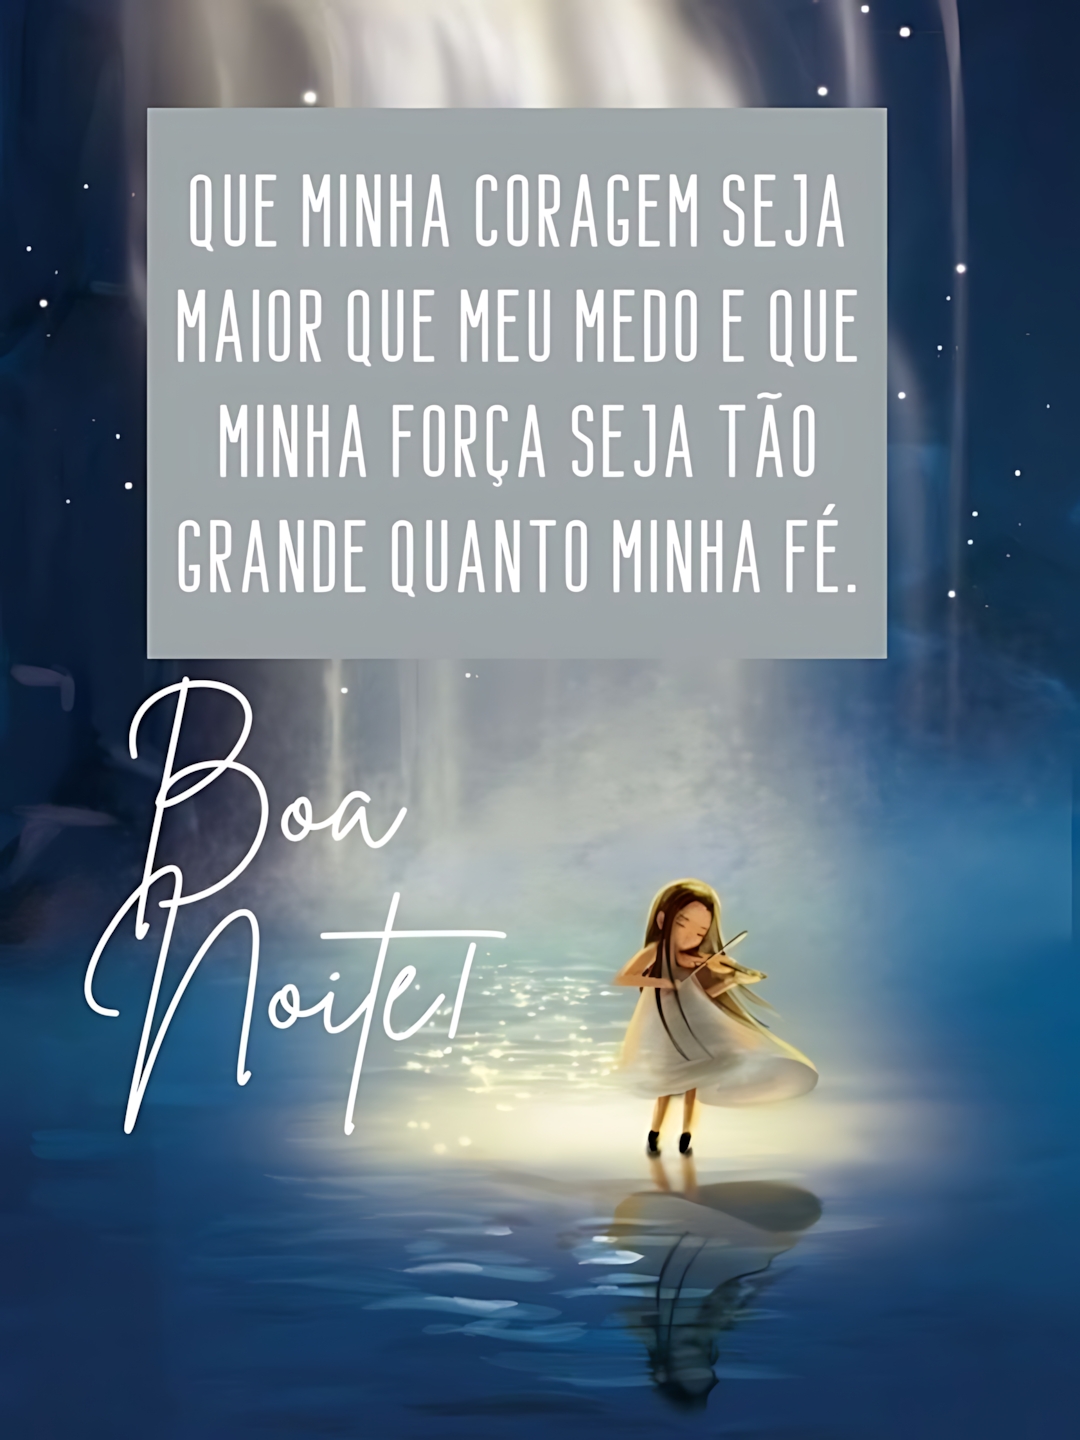 QUE MINHA CORAGEM SEJA
MAIOR QUE MEU MEDO E QUE
MINHA FORÇA SEJA TÃO
GRANDE QUANTO MINHA FÉ.
Boa
Noite!